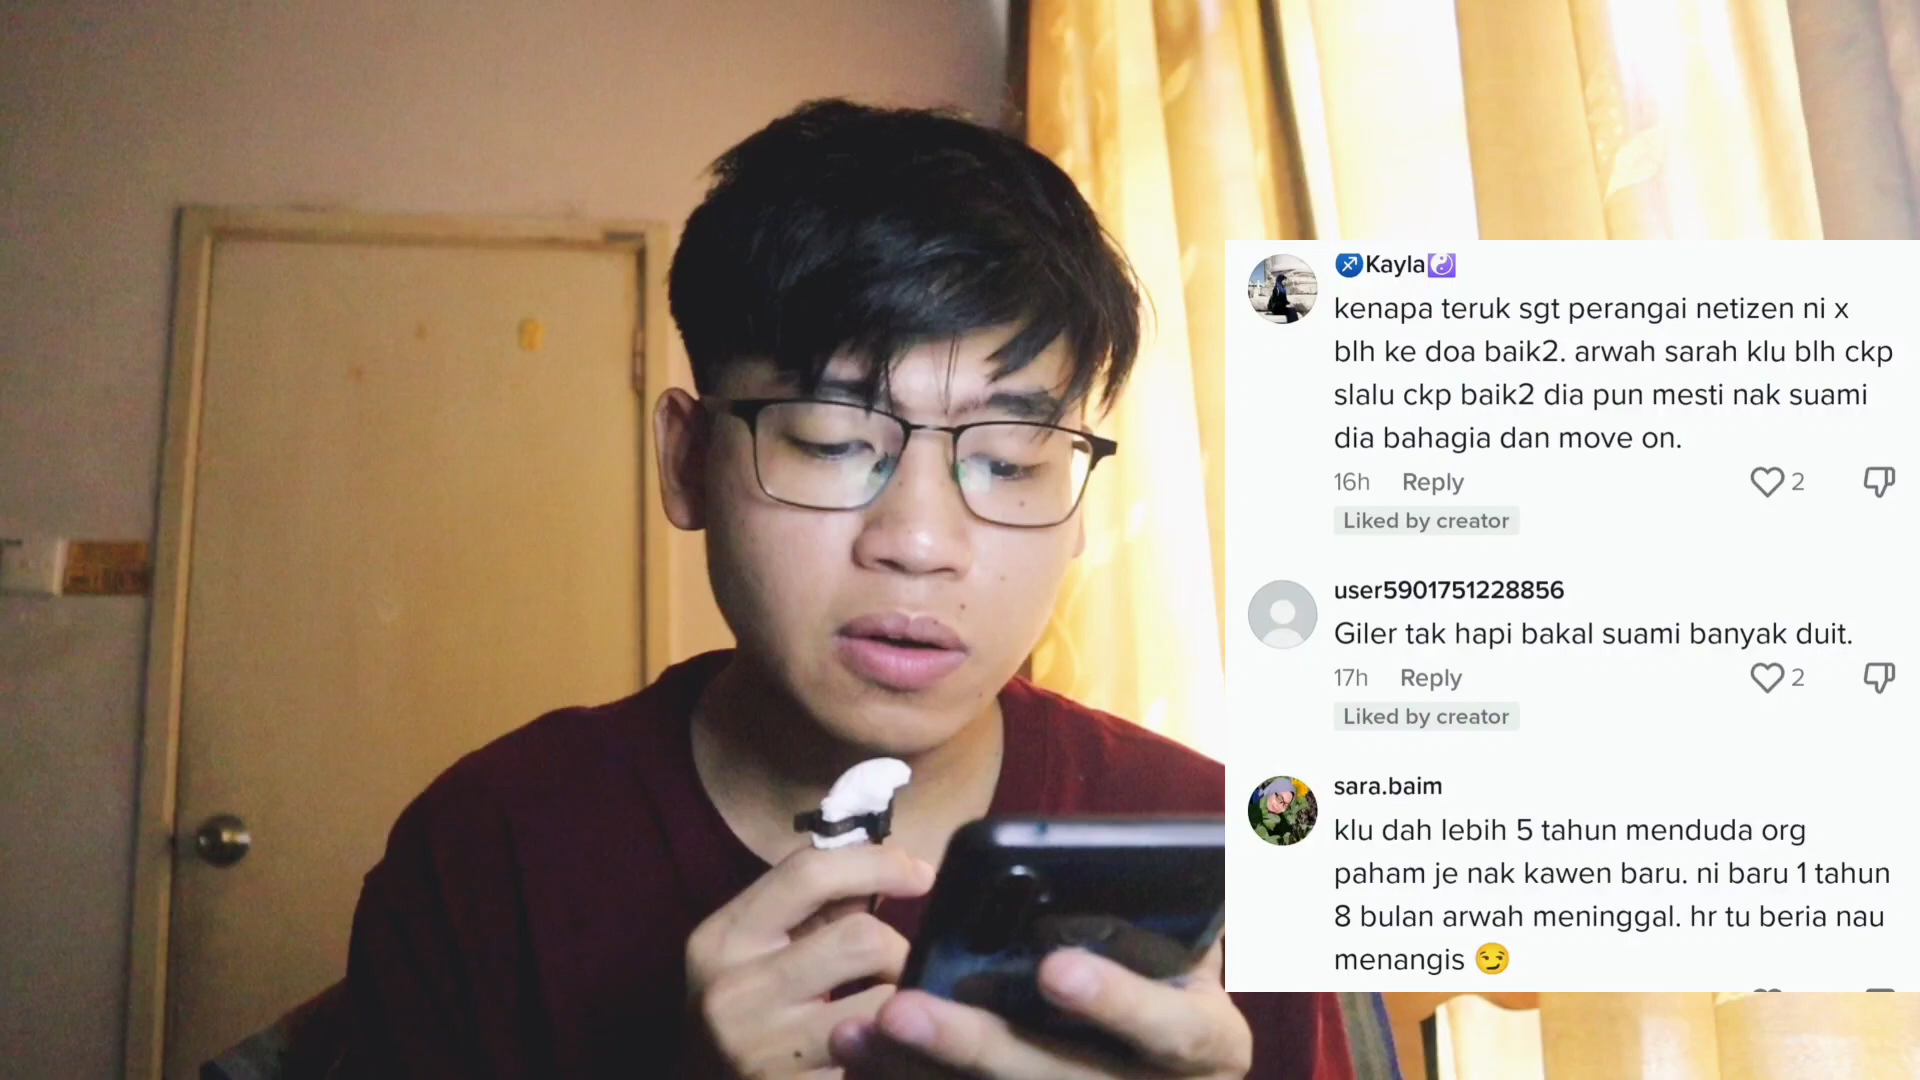 ♐Kayla☯️
kenapa teruk sgt perangai netizen ni x
blh ke doa baik2. arwah sarah klu blh ckp
slalu ckp baik2 dia pun mesti nak suami
dia bahagia dan move on.
16h Reply 2
Liked by creator
user5901751228856
Giler tak hapi bakal suami banyak duit.
17h Reply 2
Liked by creator
sara.baim
klu dah lebih 5 tahun menduda org
paham je nak kawen baru. ni baru 1 tahun
8 bulan arwah meninggal. hr tu beria nau
menangis 😏